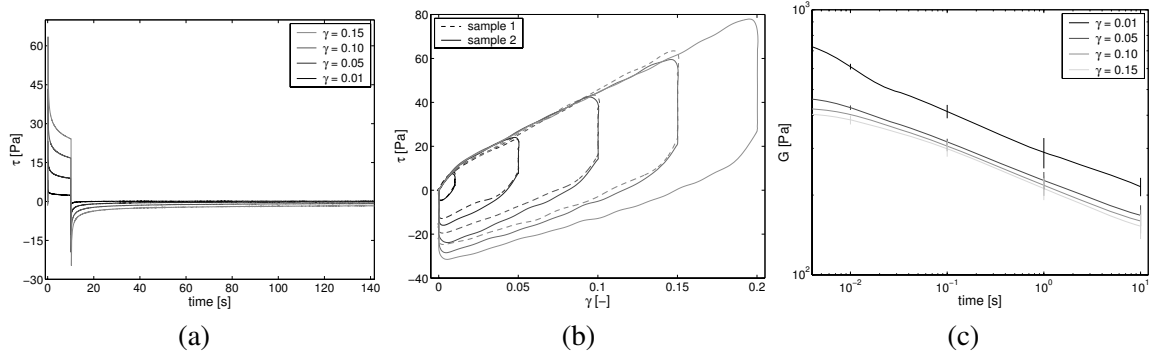 τ [Pa]
60
45
30
15
0
−15
−30
0 20 40 60 80 100 120 140
time [s]
γ = 0.15
γ = 0.10
γ = 0.05
γ = 0.01
(a)
τ [Pa]
80
60
40
20
0
−20
−40
0 0.05 0.1 0.15 0.2
γ [−]
sample 1
sample 2
(b)
G [Pa]
10³
10²
10⁻² 10⁻¹ 10⁰ 10¹
time [s]
γ = 0.01
γ = 0.05
γ = 0.10
γ = 0.15
(c)